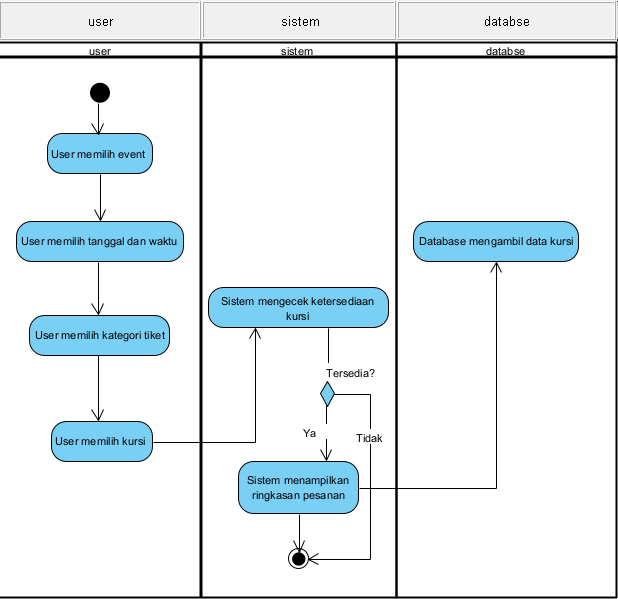 user
sistem
databse
user
sistem
databse
User memilih event
User memilih tanggal dan waktu
Database mengambil data kursi
Sistem mengecek ketersediaan
kursi
User memilih kategori tiket
Tersedia?
Ya
Tidak
User memilih kursi
Sistem menampilkan
ringkasan pesanan